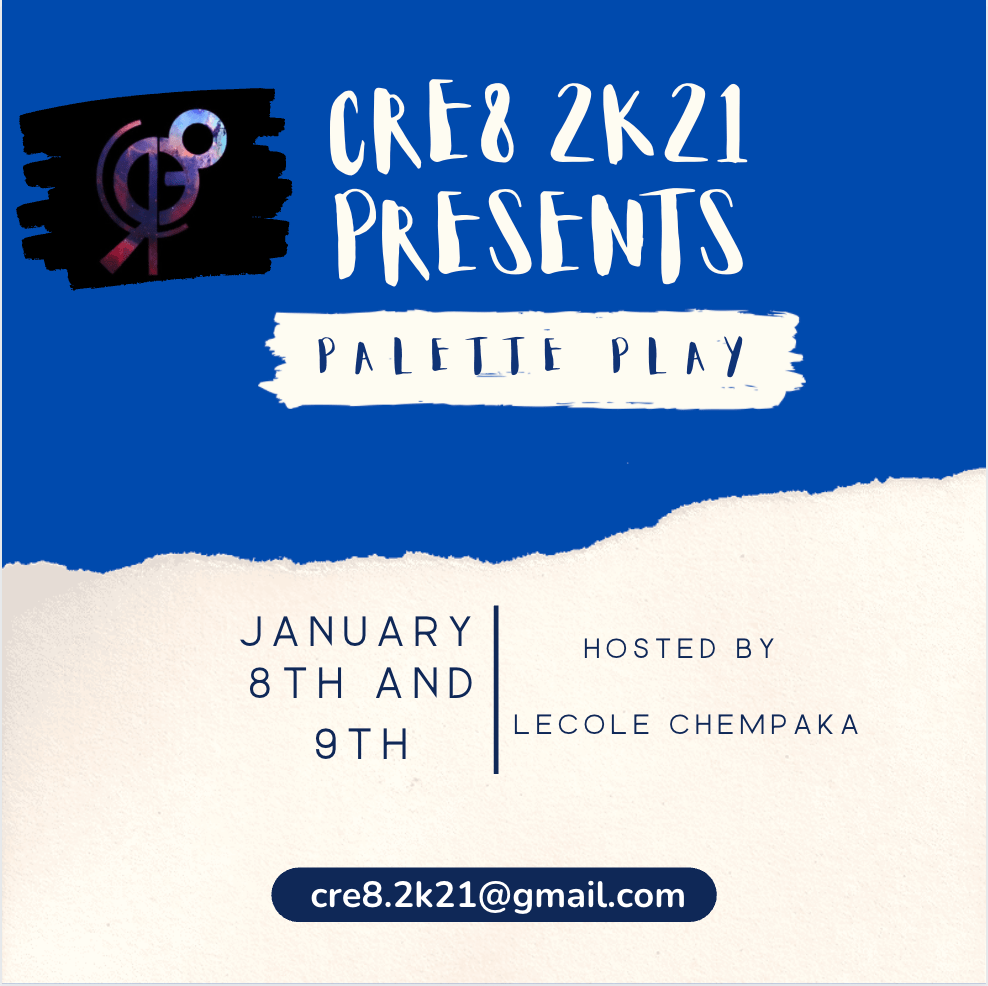 CRE8 2K21
PRESENTS
PALETTE PLAY
JANUARY
8TH AND
9TH
HOSTED BY
LECOLE CHEMPAKA
cre8.2k21@gmail.com